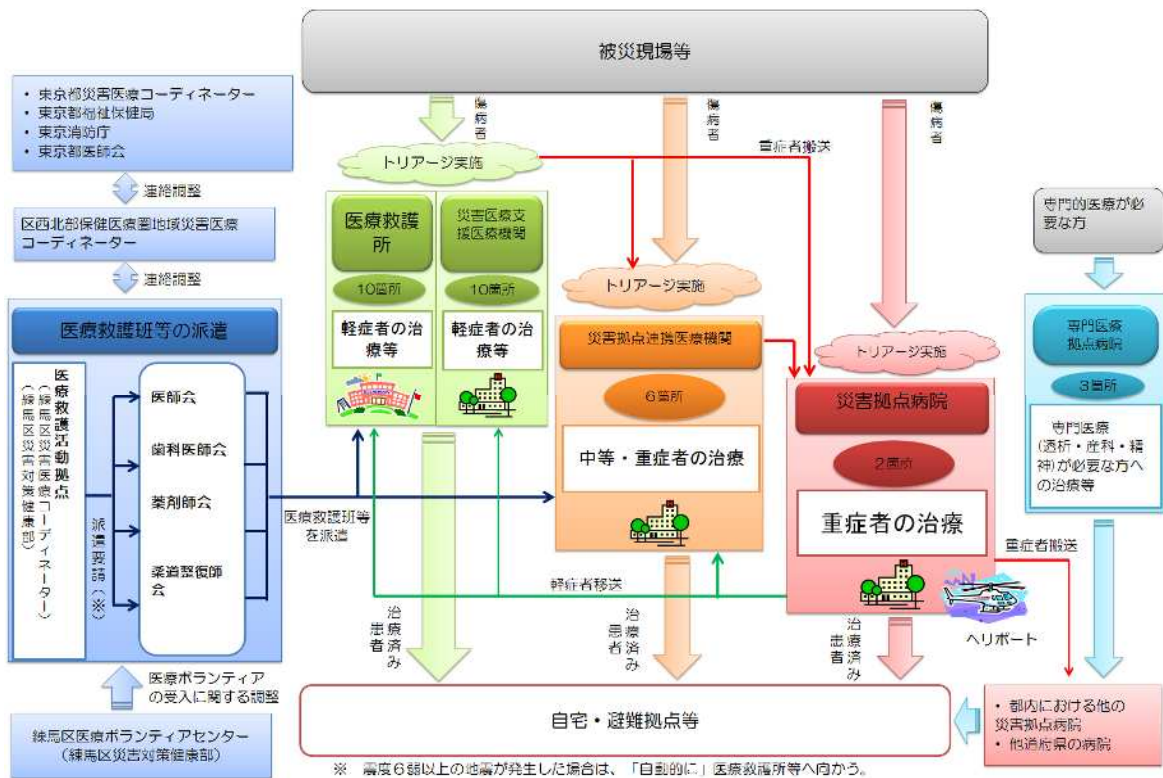 被災現場等
・ 東京都災害医療コーディネーター
・ 東京都福祉保健局
・ 東京消防庁
・ 東京都医師会
連絡調整
区西北部保健医療圏地域災害医療
コーディネーター
連絡調整
医療救護班等の派遣
医療救護活動拠点
(練馬区災害医療コーディネーター)
(練馬区災害対策健康部)
派遣要請(※)
医師会
歯科医師会
薬剤師会
柔道整復師
会
医療救護班等
を派遣
医療ボランティア
の受入に関する調整
練馬区医療ボランティアセンター
(練馬区災害対策健康部)
傷病者
傷病者
傷病者
トリアージ実施
重症者搬送
医療救護
所
10箇所
軽症者の治
療等
災害医療支
援医療機関
10箇所
軽症者の治
療等
トリアージ実施
災害拠点連携医療機関
6箇所
中等・重症者の治療
トリアージ実施
災害拠点病院
2箇所
重症者の治療
軽症者移送
重症者搬送
ヘリポート
専門的医療が必
要な方
専門医療
拠点病院
3箇所
専門医療
(透析・産科・精
神)が必要な方へ
の治療等
治療済み
患者
治療済み
患者
治療済み
患者
自宅・避難拠点等
・ 都内における他の
災害拠点病院
・ 他道府県の病院
※ 震度6弱以上の地震が発生した場合は、「自動的に」医療救護所等へ向かう。